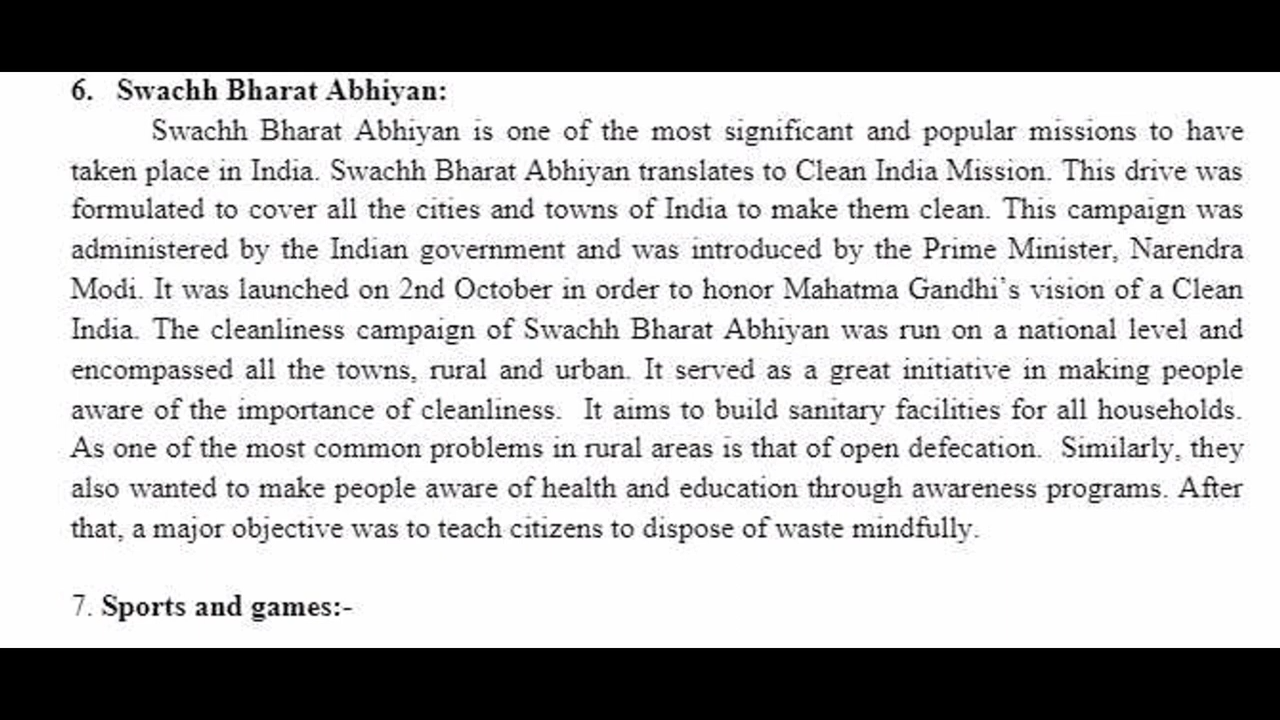 6. Swachh Bharat Abhiyan:
Swachh Bharat Abhiyan is one of the most significant and popular missions to have
taken place in India. Swachh Bharat Abhiyan translates to Clean India Mission. This drive was
formulated to cover all the cities and towns of India to make them clean. This campaign was
administered by the Indian government and was introduced by the Prime Minister, Narendra
Modi. It was launched on 2nd October in order to honor Mahatma Gandhi's vision of a Clean
India. The cleanliness campaign of Swachh Bharat Abhiyan was run on a national level and
encompassed all the towns, rural and urban. It served as a great initiative in making people
aware of the importance of cleanliness. It aims to build sanitary facilities for all households.
As one of the most common problems in rural areas is that of open defecation. Similarly, they
also wanted to make people aware of health and education through awareness programs. After
that, a major objective was to teach citizens to dispose of waste mindfully.
7. Sports and games:-